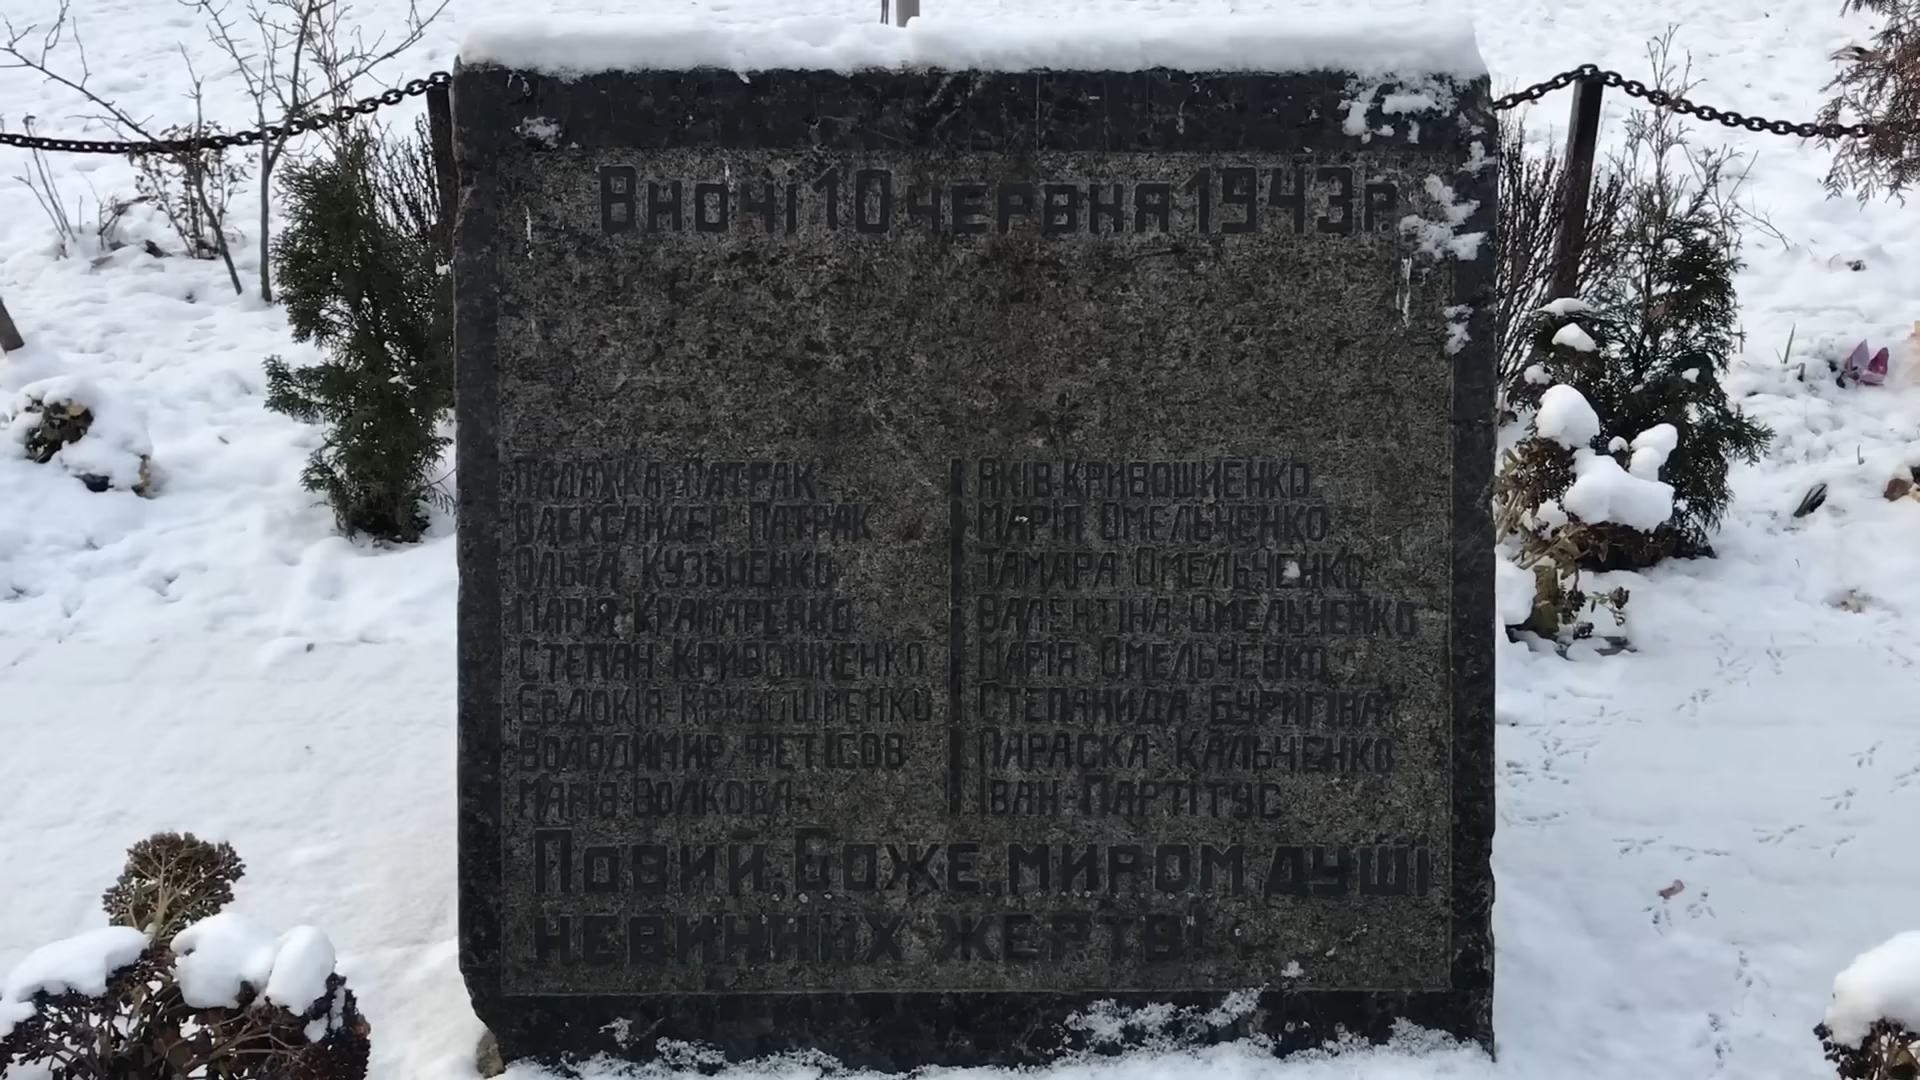 Вночі 10 червня 1943 р.
Палажка Патрак
Олександер Патрак
Ольга Кузьменко
Марія Крамаренко
Степан Кривошиенко
Євдокія Кривошиенко
Володимир Фетісов
Марія Волкова
Яків Кривошиенко
Марія Омельченко
Тамара Омельченко
Валентіна Омельченко
Марія Омельченко
Степанида Буригіна
Параска Кальченко
Іван Партітус
Повий, Боже, миром душі
невинних жертв!